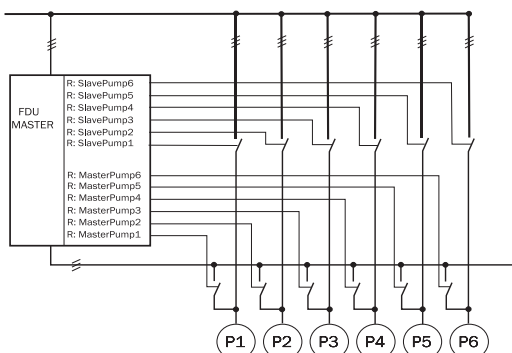 FDU
MASTER
R: SlavePump6
R: SlavePump5
R: SlavePump4
R: SlavePump3
R: SlavePump2
R: SlavePump1
R: MasterPump6
R: MasterPump5
R: MasterPump4
R: MasterPump3
R: MasterPump2
R: MasterPump1
P1 P2 P3 P4 P5 P6